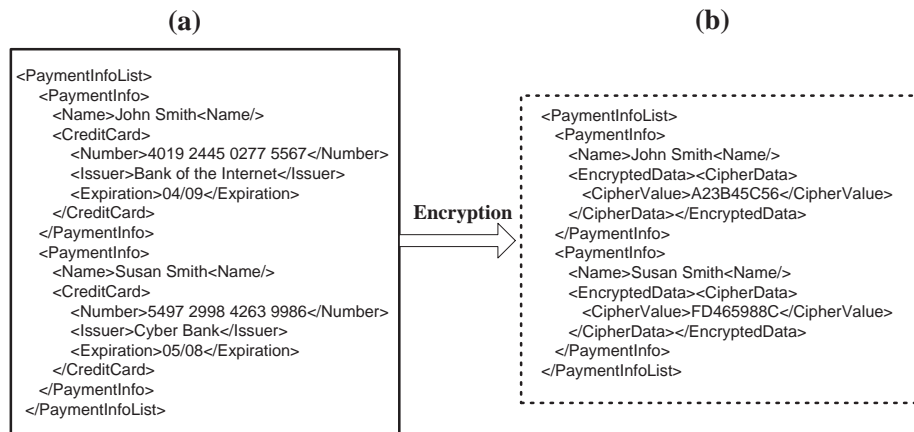 (a)
<PaymentInfoList>
<PaymentInfo>
<Name>John Smith<Name/>
<CreditCard>
<Number>4019 2445 0277 5567</Number>
<Issuer>Bank of the Internet</Issuer>
<Expiration>04/09</Expiration>
</CreditCard>
</PaymentInfo>
<PaymentInfo>
<Name>Susan Smith<Name/>
<CreditCard>
<Number>5497 2998 4263 9986</Number>
<Issuer>Cyber Bank</Issuer>
<Expiration>05/08</Expiration>
</CreditCard>
</PaymentInfo>
</PaymentInfoList>
Encryption
(b)
<PaymentInfoList>
<PaymentInfo>
<Name>John Smith<Name/>
<EncryptedData><CipherData>
<CipherValue>A23B45C56</CipherValue>
</CipherData></EncryptedData>
</PaymentInfo>
<PaymentInfo>
<Name>Susan Smith<Name/>
<EncryptedData><CipherData>
<CipherValue>FD465988C</CipherValue>
</CipherData></EncryptedData>
</PaymentInfo>
</PaymentInfoList>